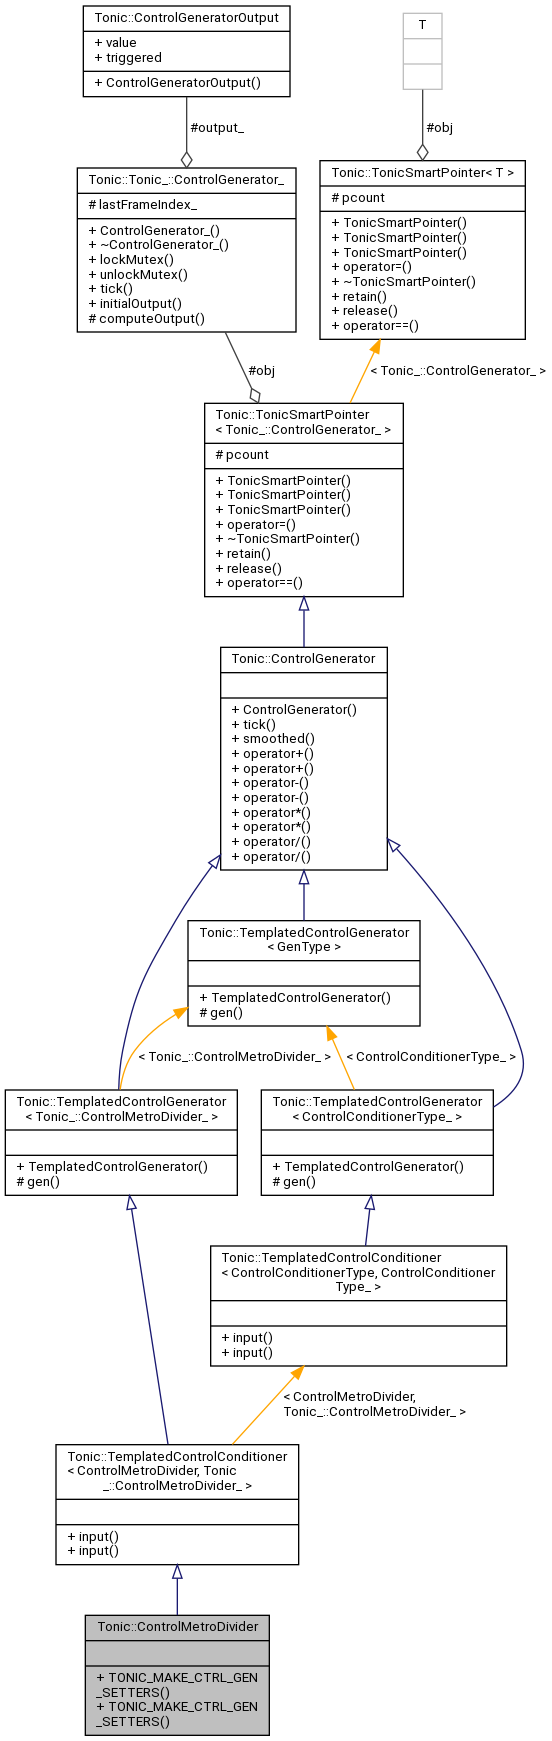 Tonic::ControlGeneratorOutput
+ value
+ triggered
+ ControlGeneratorOutput()
T
#output_
#obj
Tonic::Tonic_::ControlGenerator_
# lastFrameIndex_
+ ControlGenerator_()
+ ~ControlGenerator_()
+ lockMutex()
+ unlockMutex()
+ tick()
+ initialOutput()
# computeOutput()
Tonic::TonicSmartPointer< T >
# pcount
+ TonicSmartPointer()
+ TonicSmartPointer()
+ TonicSmartPointer()
+ operator=()
+ ~TonicSmartPointer()
+ retain()
+ release()
+ operator==()
#obj
< Tonic_::ControlGenerator_ >
Tonic::TonicSmartPointer
< Tonic_::ControlGenerator_ >
# pcount
+ TonicSmartPointer()
+ TonicSmartPointer()
+ TonicSmartPointer()
+ operator=()
+ ~TonicSmartPointer()
+ retain()
+ release()
+ operator==()
Tonic::ControlGenerator
+ ControlGenerator()
+ tick()
+ smoothed()
+ operator+()
+ operator+()
+ operator-()
+ operator-()
+ operator*()
+ operator*()
+ operator/()
+ operator/()
Tonic::TemplatedControlGenerator
< GenType >
+ TemplatedControlGenerator()
# gen()
< Tonic_::ControlMetroDivider_ >
< ControlConditionerType_ >
Tonic::TemplatedControlGenerator
< Tonic_::ControlMetroDivider_ >
+ TemplatedControlGenerator()
# gen()
Tonic::TemplatedControlGenerator
< ControlConditionerType_ >
+ TemplatedControlGenerator()
# gen()
Tonic::TemplatedControlConditioner
< ControlConditionerType, ControlConditioner
Type_ >
+ input()
+ input()
< ControlMetroDivider,
Tonic_::ControlMetroDivider_ >
Tonic::TemplatedControlConditioner
< ControlMetroDivider, Tonic
_::ControlMetroDivider_ >
+ input()
+ input()
Tonic::ControlMetroDivider
+ TONIC_MAKE_CTRL_GEN
_SETTERS()
+ TONIC_MAKE_CTRL_GEN
_SETTERS()